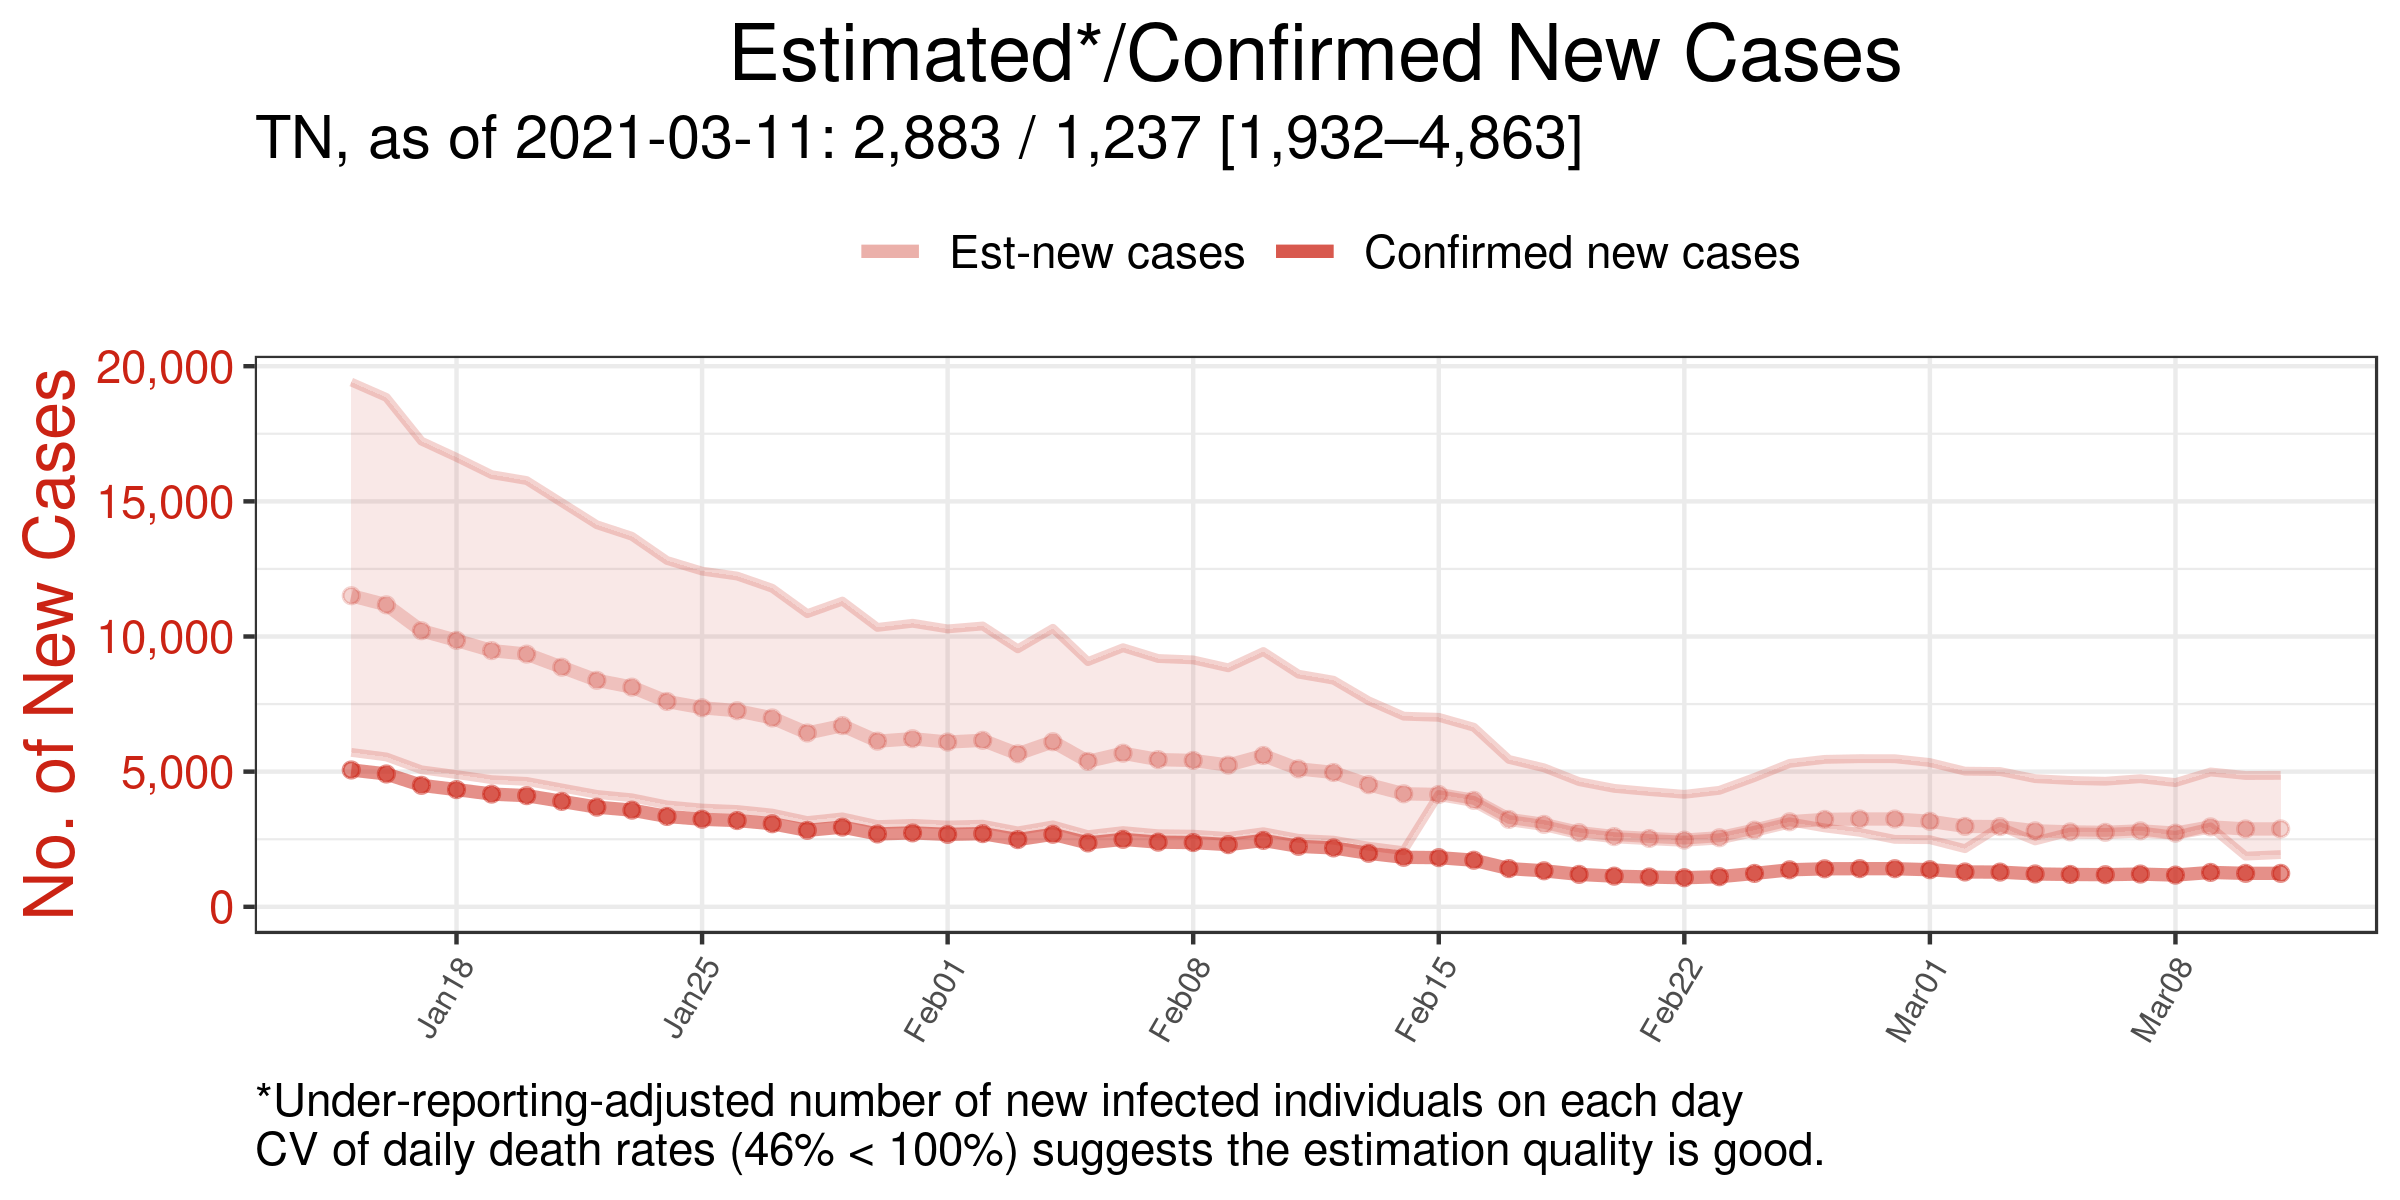 Estimated*/Confirmed New Cases
TN, as of 2021-03-11: 2,883 / 1,237 [1,932–4,863]
Est-new cases
Confirmed new cases
No. of New Cases
20,000
15,000
10,000
5,000
0
Jan18
Jan25
Feb01
Feb08
Feb15
Feb22
Mar01
Mar08
*Under-reporting-adjusted number of new infected individuals on each day
CV of daily death rates (46% < 100%) suggests the estimation quality is good.